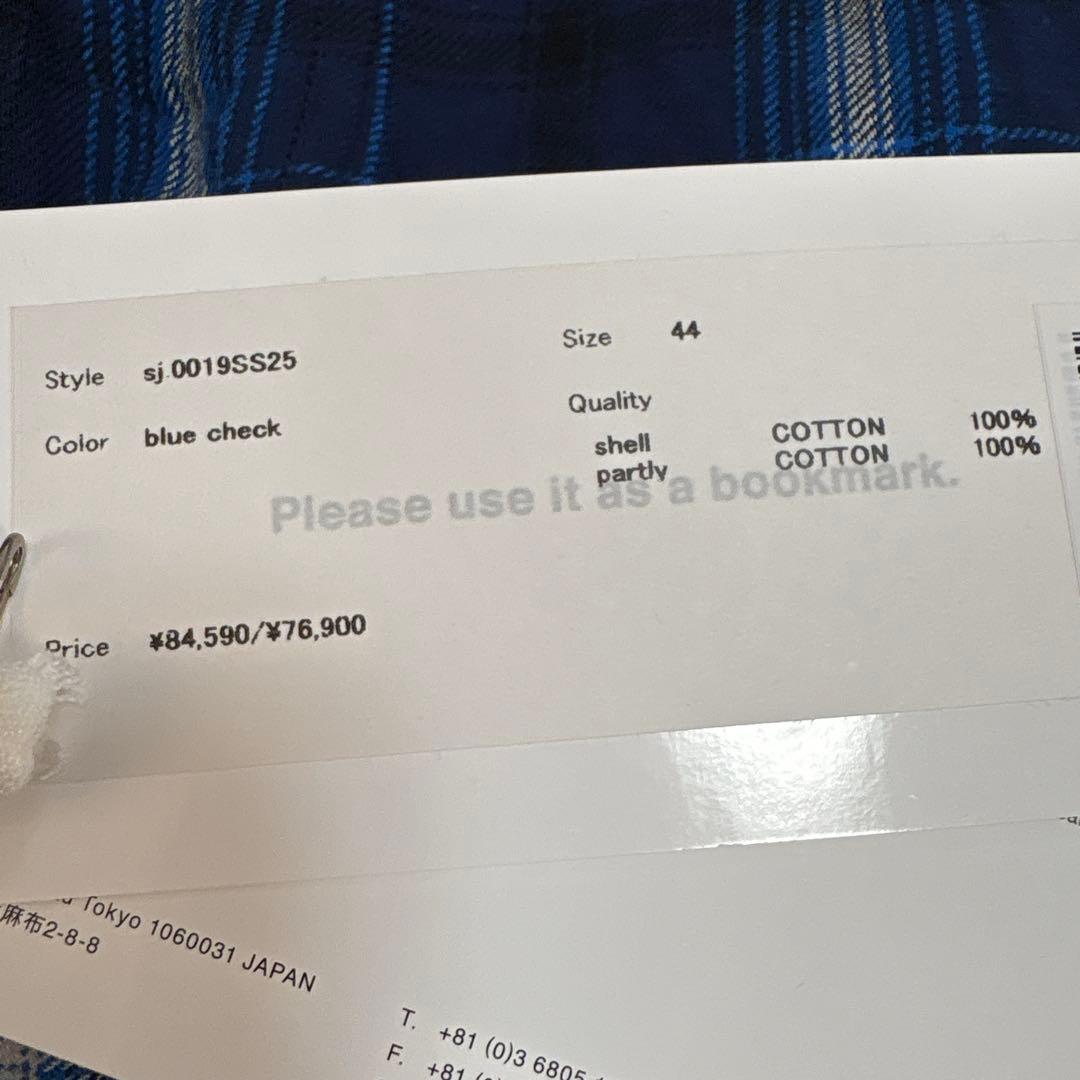 Style sj.0019SS25
Size 44
Color blue check
Quality
shell COTTON 100%
partly COTTON 100%
Please use it as a bookmark.
Price ¥84,590/¥76,900
Tokyo 1060031 JAPAN
麻布2-8-8
T. +81 (0)3 6805
F. +81